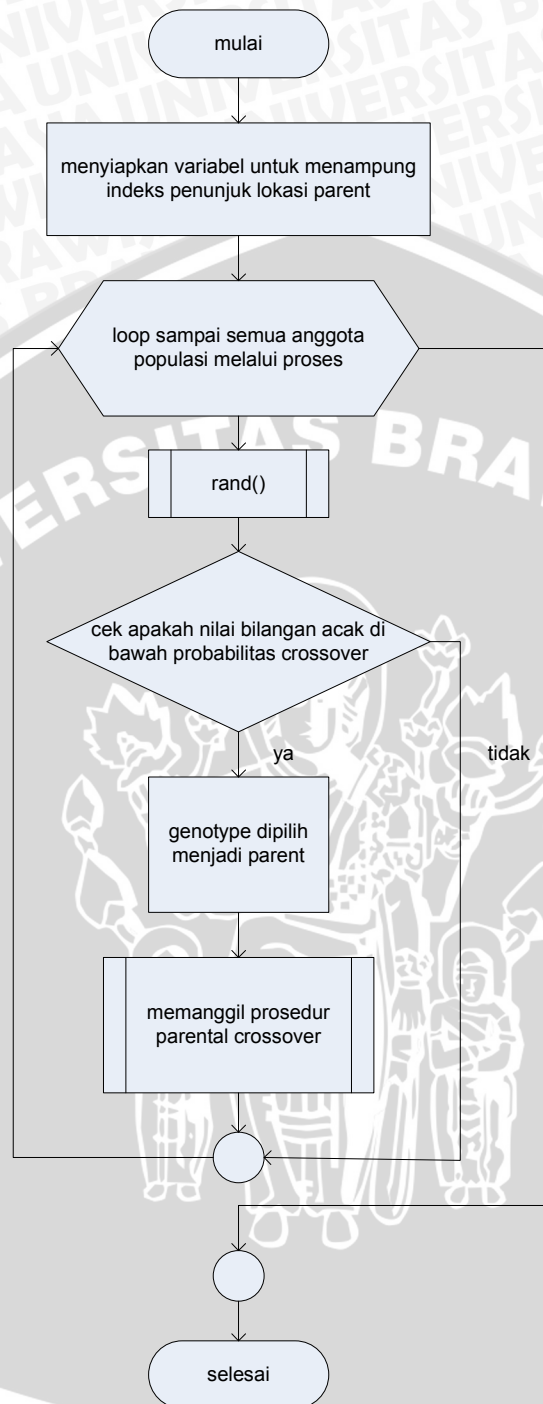 mulai
menyiapkan variabel untuk menampung
indeks penunjuk lokasi parent
loop sampai semua anggota
populasi melalui proses
rand()
cek apakah nilai bilangan acak di
bawah probabilitas crossover
ya
tidak
genotype dipilih
menjadi parent
memanggil prosedur
parental crossover
selesai